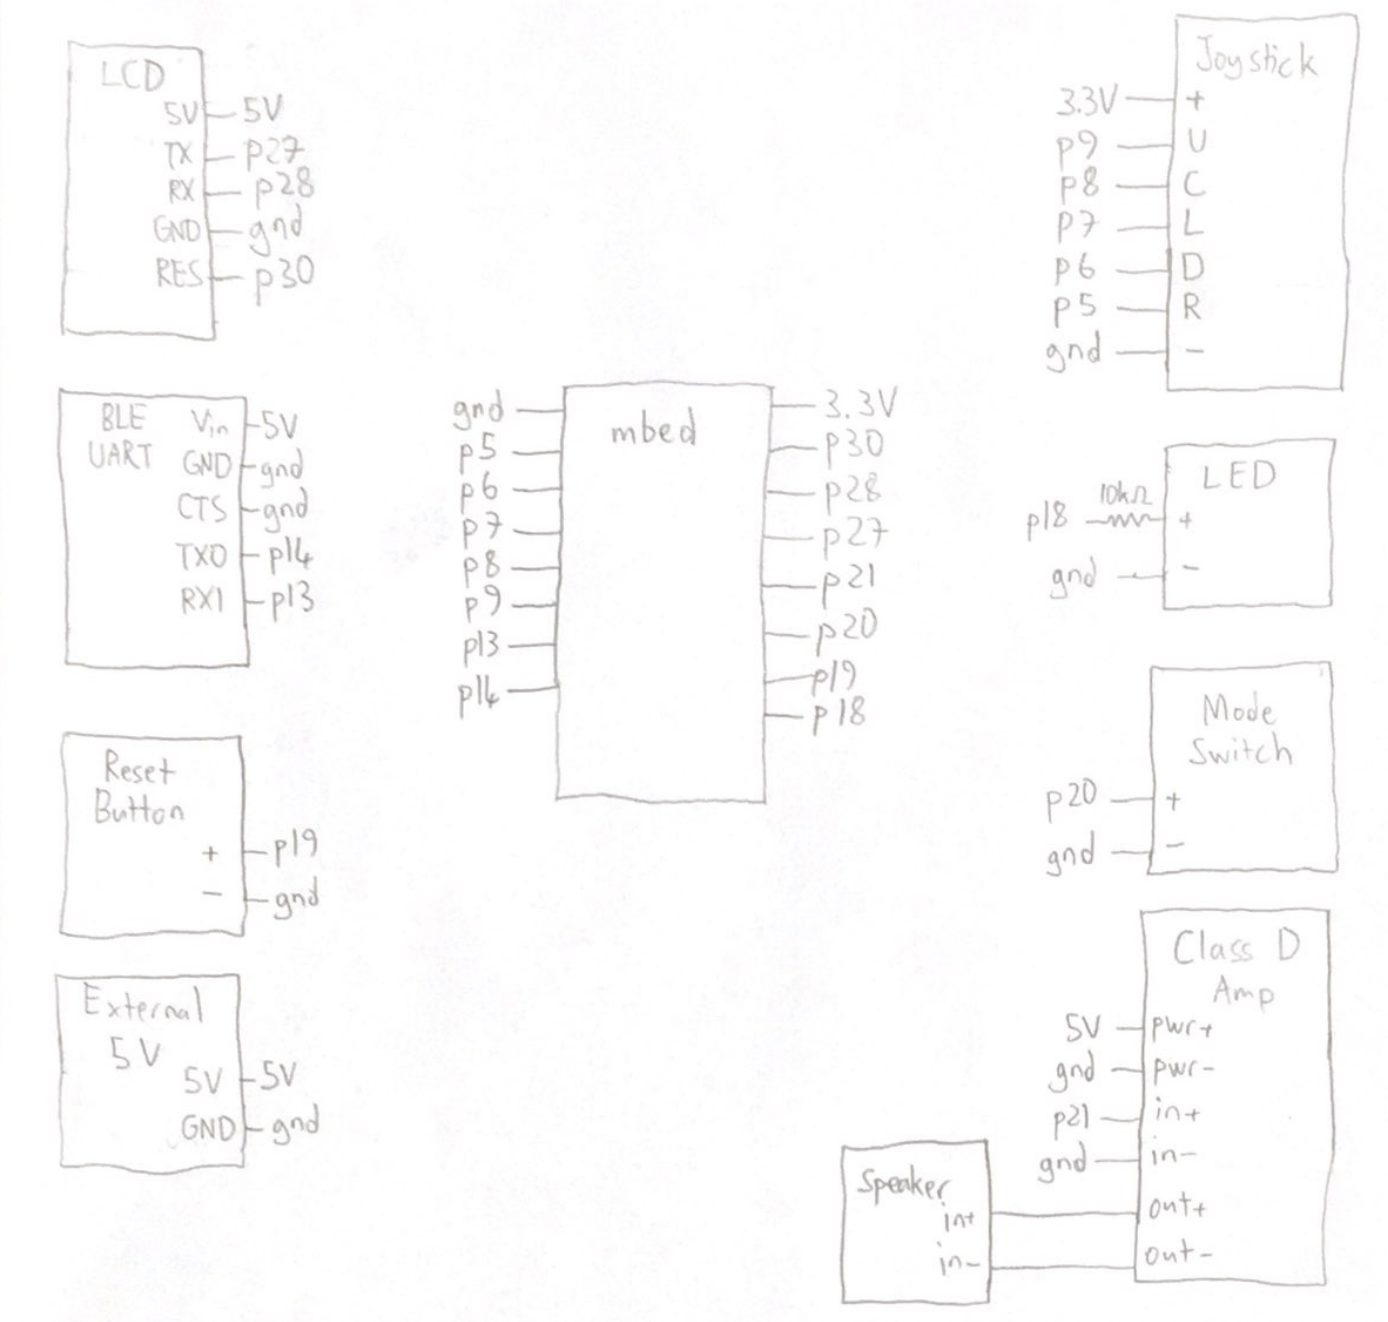 LCD
5V 5V
TX p27
RX p28
GND gnd
RES p30
BLE
UART
Vin 5V
GND gnd
CTS gnd
TXO p14
RXI p13
Reset
Button
+ p19
- gnd
External
5V
5V 5V
GND gnd
mbed
gnd
p5
p6
p7
p8
p9
p13
p14
3.3V
p30
p28
p27
p21
p20
p19
p18
Joystick
3.3V +
p9 U
p8 C
p7 L
p6 D
p5 R
gnd -
LED
10kΩ
p18 +
gnd -
Mode
Switch
p20 +
gnd -
Class D
Amp
5V pwr+
gnd pwr-
p21 in+
gnd in-
out+
out-
Speaker
in+
in-